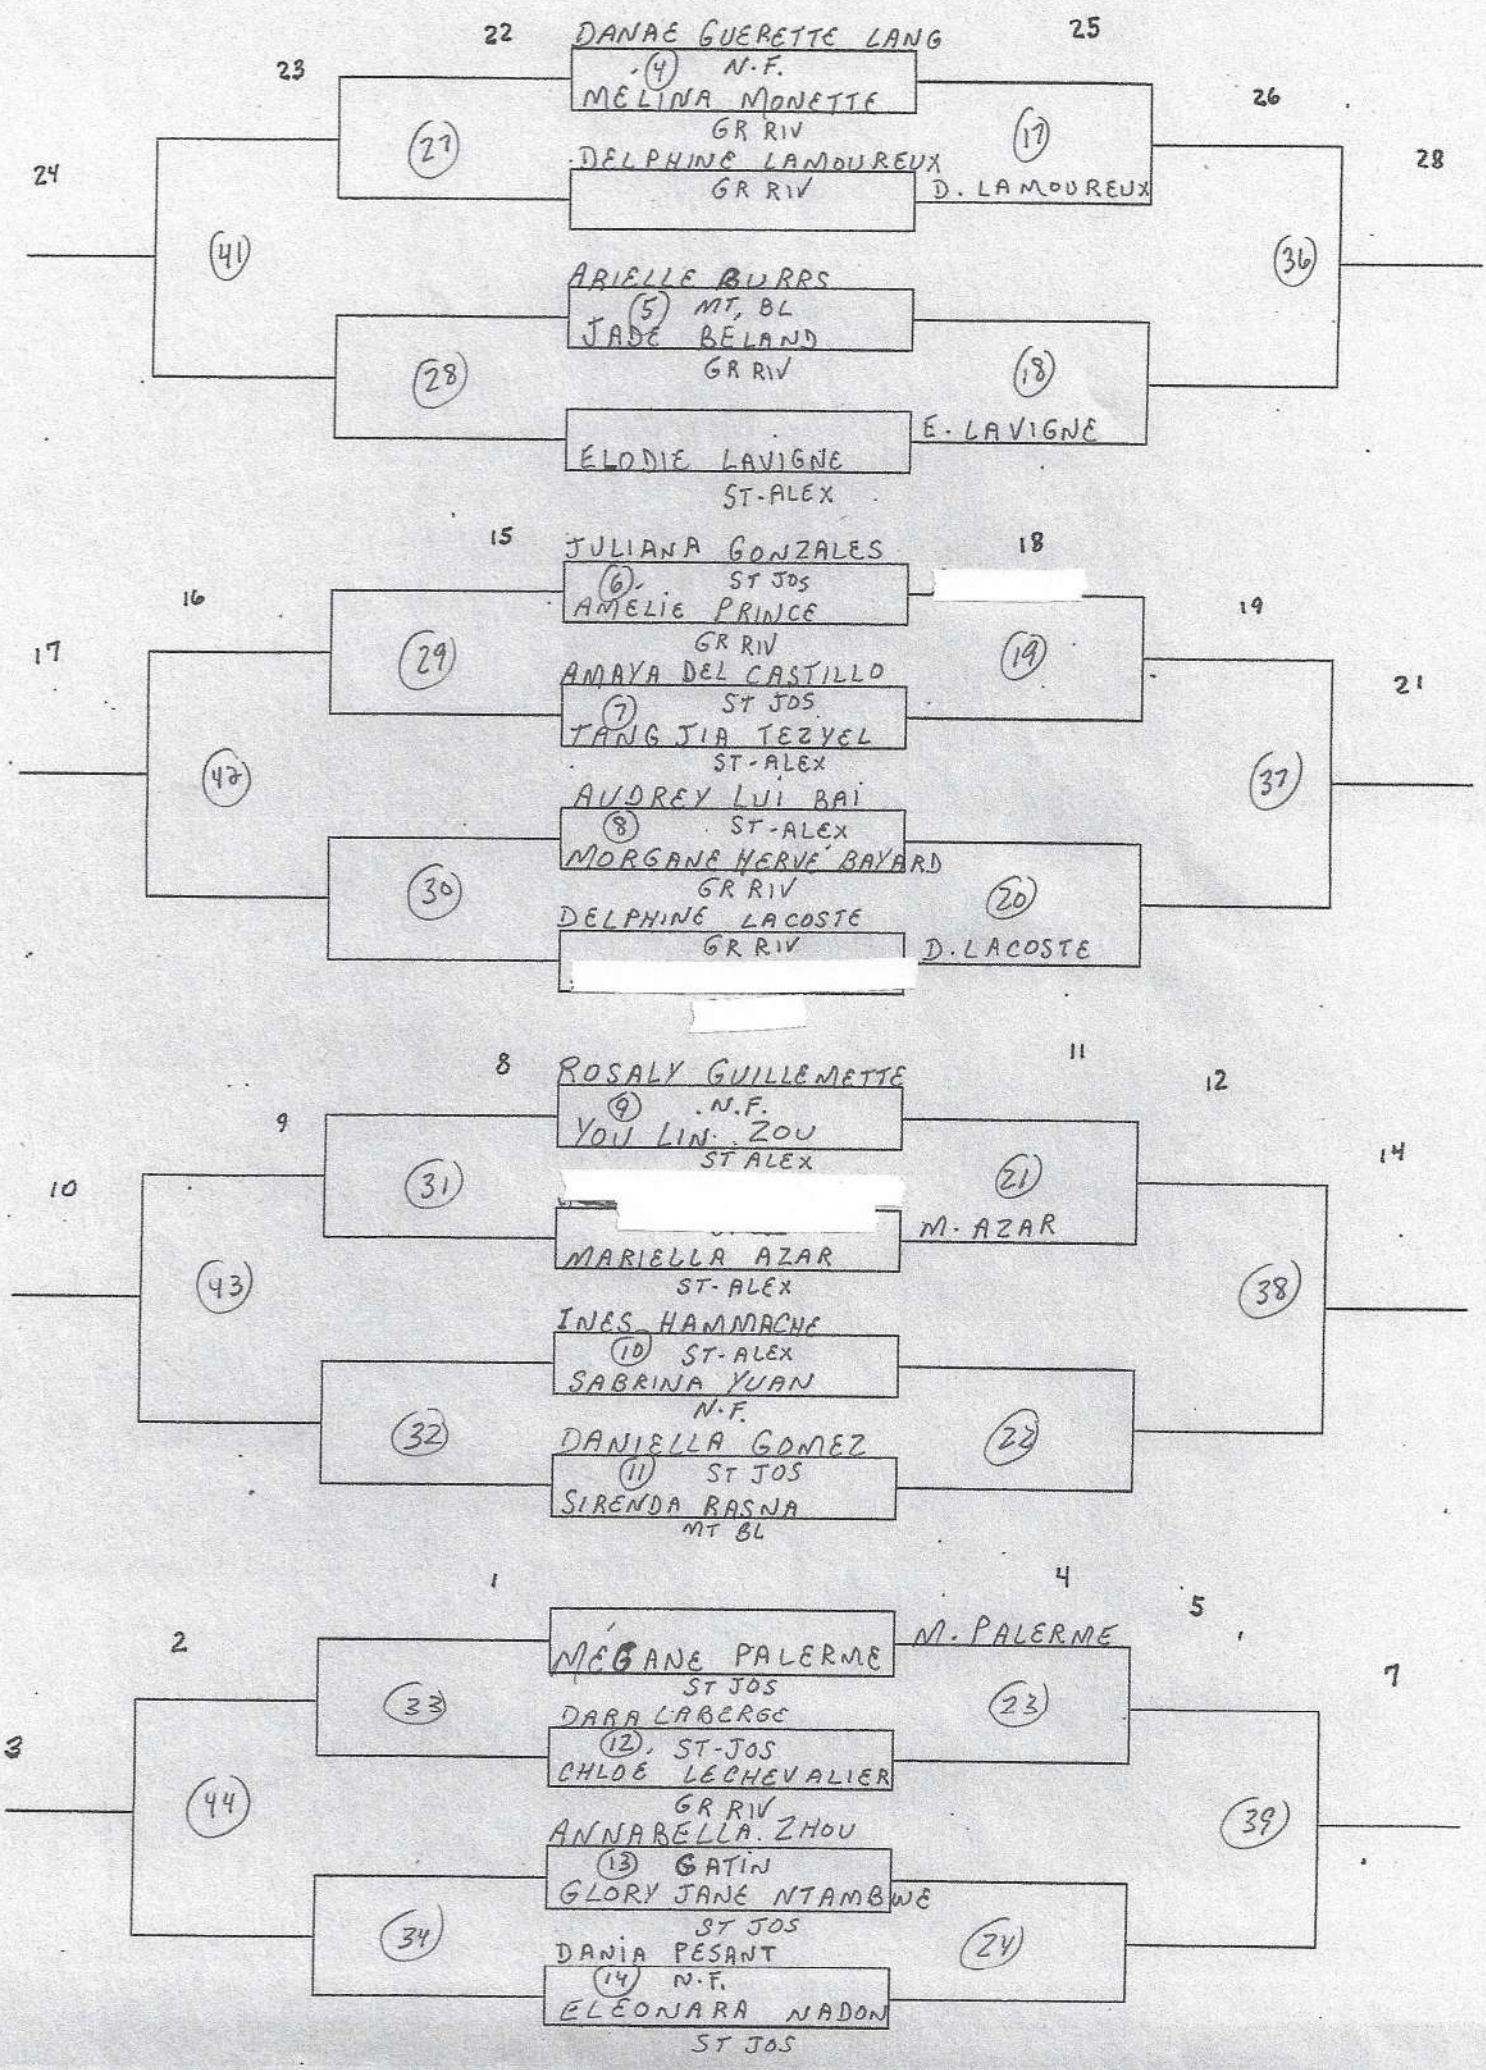 22 DANAÉ GUERETTE LANG 25
23 4 N.F. 26
MÉLINA MONETTE
27 GR RIV 17
24 DELPHINE LAMOUREUX 28
GR RIV D. LAMOUREUX
41 36
ARIELLE BURRS
5 MT, BL
JADE BELAND
28 GR RIV 18
E. LAVIGNE
ELODIE LAVIGNE
ST-ALEX
15 JULIANA GONZALES 18
16 6 ST JOS 19
AMÉLIE PRINCE
17 29 GR RIV 19
AMAYA DEL CASTILLO 21
7 ST JOS
TANG JIA TEZYEL
42 ST-ALEX 37
AUDREY LUI BAI
8 ST-ALEX
MORGANE HERVÉ BAYARD
30 GR RIV 20
DELPHINE LACOSTE
GR RIV D. LACOSTE
8 ROSALY GUILLEMETTE 11
9 9 N.F. 12
YOU LIN ZOU
10 31 ST ALEX 21 14
M. AZAR
MARIELLA AZAR
43 ST-ALEX 38
INES HAMMACHE
10 ST-ALEX
SABRINA YUAN
N.F.
32 DANIELLA GOMEZ 22
11 ST JOS
SIRENDA RASNA
MT BL
1 4
2 M. PALERME 5
MÉGANE PALERME
33 ST JOS 23 7
DARA LABERGE
3 12 ST-JOS
CHLOÉ LECHEVALIER
44 GR RIV 39
ANNABELLA ZHOU
13 GATIN
GLORY JANE NTAMBWE
34 ST JOS 24
DANIA PESANT
14 N.F.
ELÉONARA NADON
ST JOS